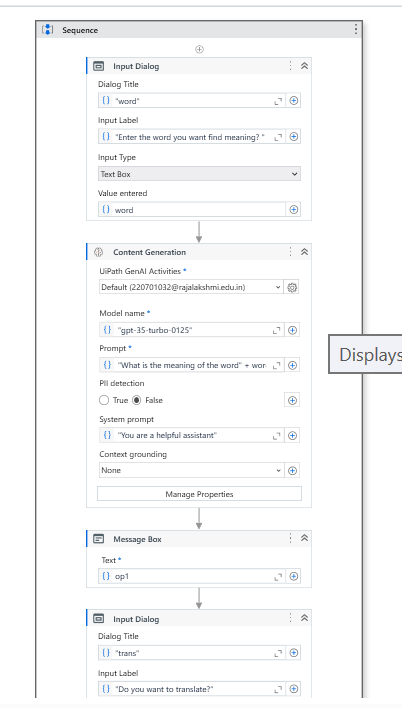 Sequence
Input Dialog
Dialog Title
"word"
Input Label
"Enter the word you want find meaning? "
Input Type
Text Box
Value entered
word
Content Generation
UiPath GenAI Activities *
Default (220701032@rajalakshmi.edu.in)
Model name *
"gpt-35-turbo-0125"
Prompt *
"What is the meaning of the word" + wor
PII detection
True False
System prompt
"You are a helpful assistant"
Context grounding
None
Manage Properties
Displays
Message Box
Text *
op1
Input Dialog
Dialog Title
"trans"
Input Label
"Do you want to translate?"